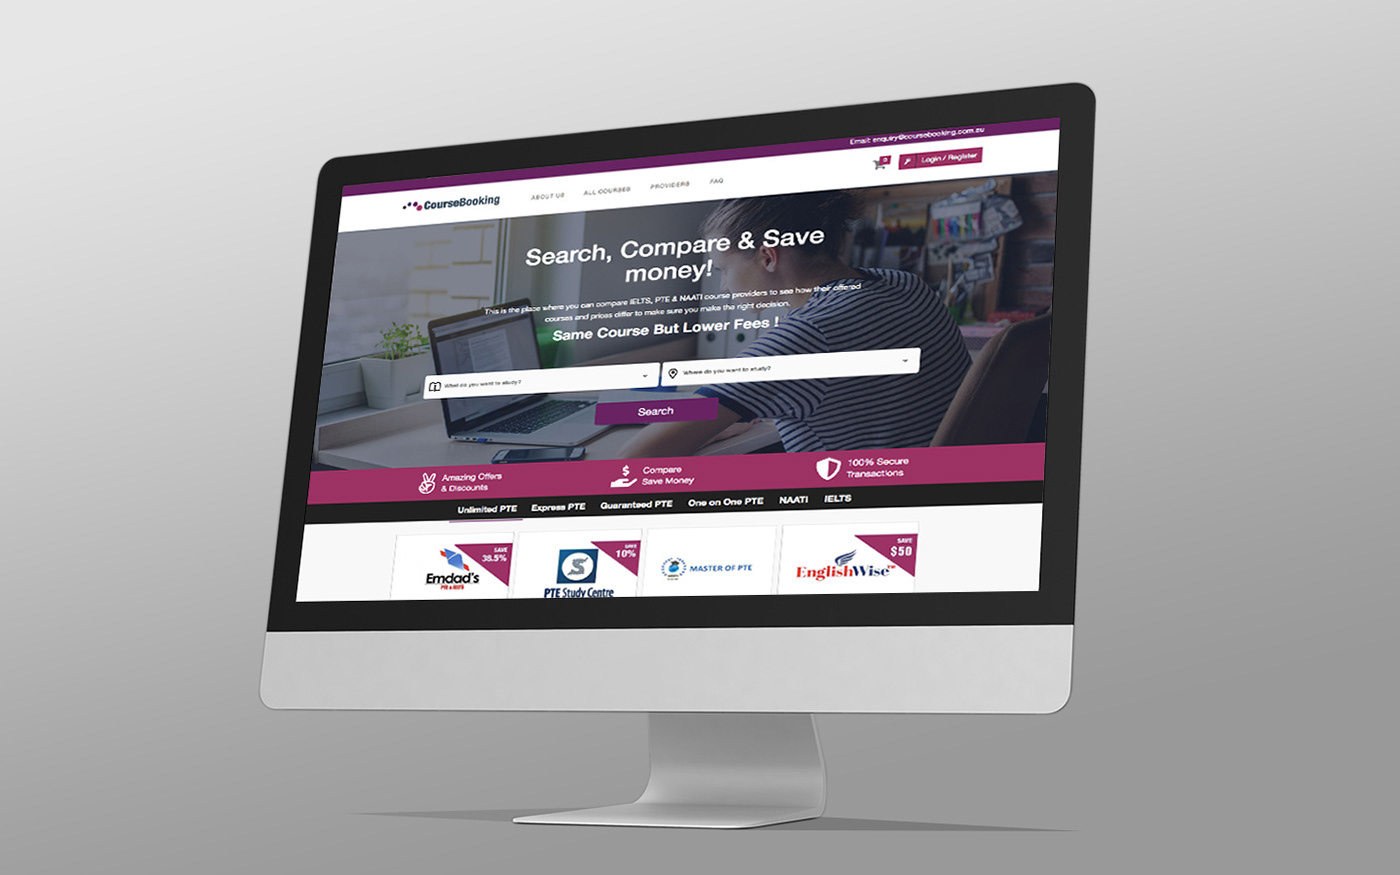 Email: enquiry@coursebooking.com.au
CourseBooking
ABOUT US
ALL COURSES
PROVIDERS
FAQ
0
Login / Register
Search, Compare & Save
money!
This is the place where you can compare IELTS, PTE & NAATI course providers to see how their offered
courses and prices differ to make sure you make the right decision.
Same Course But Lower Fees !
What do you want to study?
Where do you want to study?
Search
Amazing Offers
& Discounts
$
Compare
Save Money
100% Secure
Transactions
Unlimited PTE
Express PTE
Guaranteed PTE
One on One PTE
NAATI
IELTS
SAVE
38.5%
Emdad's
PTE & IELTS
SAVE
10%
S
PTE Study Centre
MASTER OF PTE
SAVE
$50
EnglishWise™